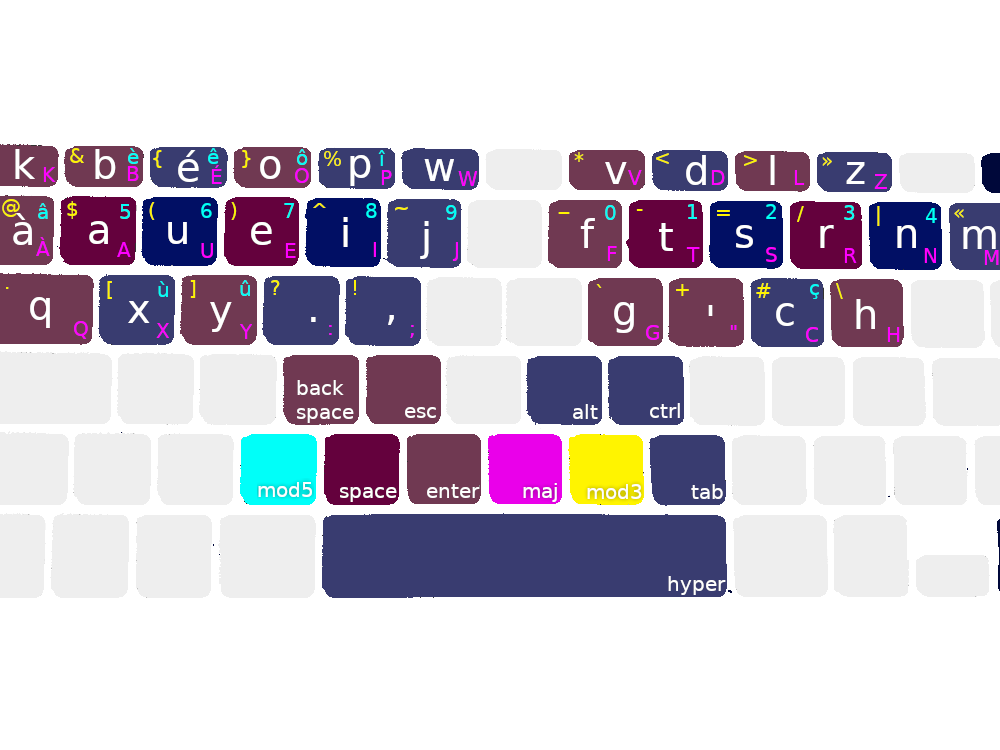 k K & b B è { é É ê } o O ô % p P î w W * v V < d D > l L » z Z
@ à À â $ a A 5 ( u U 6 ) e E 7 ^ i I 8 ~ j J 9 – f F 0 - t T 1 = s S 2 / r R 3 | n N 4 « m M
. q Q [ x X ù ] y Y û ? . : ! , ; ` g G + ' " # c C ç \ h H
back
space esc alt ctrl
mod5 space enter maj mod3 tab
hyper